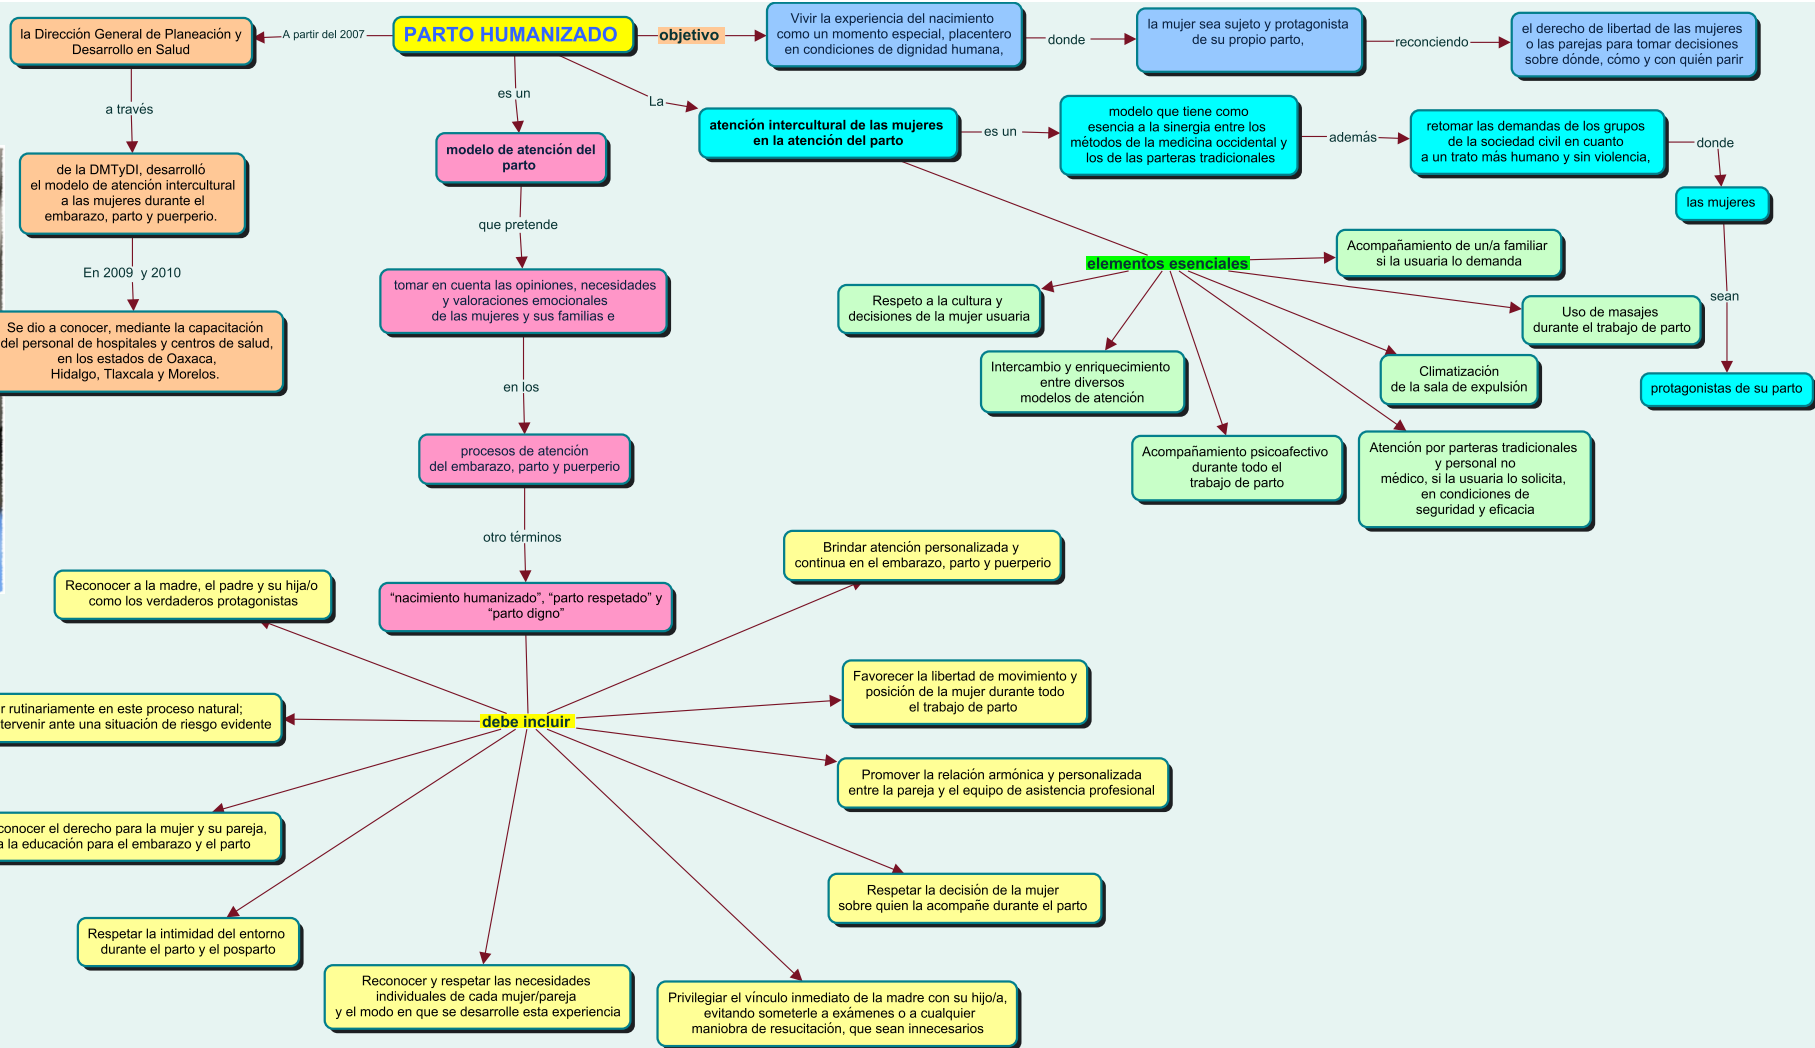 la Dirección General de Planeación y
Desarrollo en Salud
A partir del 2007
PARTO HUMANIZADO
objetivo
Vivir la experiencia del nacimiento
como un momento especial, placentero
en condiciones de dignidad humana,
donde
la mujer sea sujeto y protagonista
de su propio parto,
reconciendo
el derecho de libertad de las mujeres
o las parejas para tomar decisiones
sobre dónde, cómo y con quién parir
a través
de la DMTyDI, desarrolló
el modelo de atención intercultural
a las mujeres durante el
embarazo, parto y puerperio.
En 2009 y 2010
Se dio a conocer, mediante la capacitación
del personal de hospitales y centros de salud,
en los estados de Oaxaca,
Hidalgo, Tlaxcala y Morelos.
es un
modelo de atención del
parto
que pretende
tomar en cuenta las opiniones, necesidades
y valoraciones emocionales
de las mujeres y sus familias e
en los
procesos de atención
del embarazo, parto y puerperio
otro términos
“nacimiento humanizado”, “parto respetado” y
“parto digno”
La
atención intercultural de las mujeres
en la atención del parto
es un
modelo que tiene como
esencia a la sinergia entre los
métodos de la medicina occidental y
los de las parteras tradicionales
además
retomar las demandas de los grupos
de la sociedad civil en cuanto
a un trato más humano y sin violencia,
donde
las mujeres
sean
protagonistas de su parto
elementos esenciales
Acompañamiento de un/a familiar
si la usuaria lo demanda
Respeto a la cultura y
decisiones de la mujer usuaria
Uso de masajes
durante el trabajo de parto
Intercambio y enriquecimiento
entre diversos
modelos de atención
Climatización
de la sala de expulsión
Acompañamiento psicoafectivo
durante todo el
trabajo de parto
Atención por parteras tradicionales
y personal no
médico, si la usuaria lo solicita,
en condiciones de
seguridad y eficacia
debe incluir
Brindar atención personalizada y
continua en el embarazo, parto y puerperio
Reconocer a la madre, el padre y su hija/o
como los verdaderos protagonistas
Favorecer la libertad de movimiento y
posición de la mujer durante todo
el trabajo de parto
rutinariamente en este proceso natural;
ante una situación de riesgo evidente
Promover la relación armónica y personalizada
entre la pareja y el equipo de asistencia profesional
el derecho para la mujer y su pareja,
a la educación para el embarazo y el parto
Respetar la decisión de la mujer
sobre quien la acompañe durante el parto
Respetar la intimidad del entorno
durante el parto y el posparto
Reconocer y respetar las necesidades
individuales de cada mujer/pareja
y el modo en que se desarrolle esta experiencia
Privilegiar el vínculo inmediato de la madre con su hijo/a,
evitando someterle a exámenes o a cualquier
maniobra de resucitación, que sean innecesarios